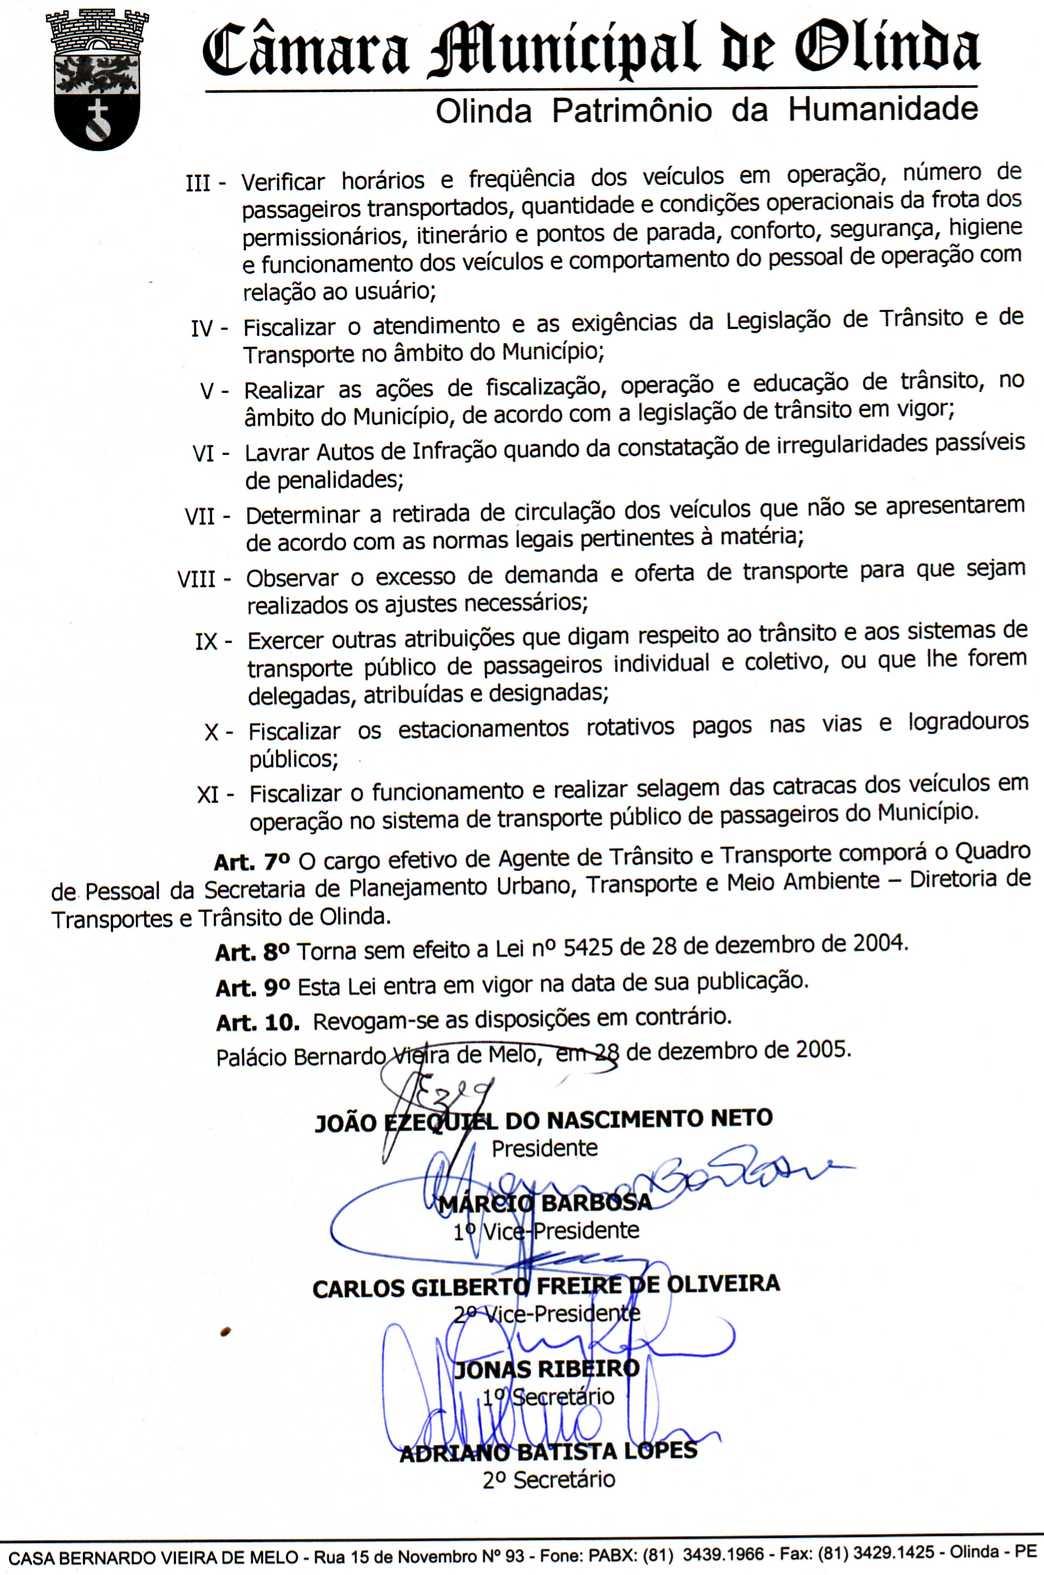 Câmara Municipal de Olinda
Olinda Patrimônio da Humanidade
III - Verificar horários e freqüência dos veículos em operação, número de
passageiros transportados, quantidade e condições operacionais da frota dos
permissionários, itinerário e pontos de parada, conforto, segurança, higiene
e funcionamento dos veículos e comportamento do pessoal de operação com
relação ao usuário;
IV - Fiscalizar o atendimento e as exigências da Legislação de Trânsito e de
Transporte no âmbito do Município;
V - Realizar as ações de fiscalização, operação e educação de trânsito, no
âmbito do Município, de acordo com a legislação de trânsito em vigor;
VI - Lavrar Autos de Infração quando da constatação de irregularidades passíveis
de penalidades;
VII - Determinar a retirada de circulação dos veículos que não se apresentarem
de acordo com as normas legais pertinentes à matéria;
VIII - Observar o excesso de demanda e oferta de transporte para que sejam
realizados os ajustes necessários;
IX - Exercer outras atribuições que digam respeito ao trânsito e aos sistemas de
transporte público de passageiros individual e coletivo, ou que lhe forem
delegadas, atribuídas e designadas;
X - Fiscalizar os estacionamentos rotativos pagos nas vias e logradouros
públicos;
XI - Fiscalizar o funcionamento e realizar selagem das catracas dos veículos em
operação no sistema de transporte público de passageiros do Município.
Art. 7º O cargo efetivo de Agente de Trânsito e Transporte comporá o Quadro
de Pessoal da Secretaria de Planejamento Urbano, Transporte e Meio Ambiente – Diretoria de
Transportes e Trânsito de Olinda.
Art. 8º Torna sem efeito a Lei nº 5425 de 28 de dezembro de 2004.
Art. 9º Esta Lei entra em vigor na data de sua publicação.
Art. 10. Revogam-se as disposições em contrário.
Palácio Bernardo Vieira de Melo, em 28 de dezembro de 2005.
JOÃO EZEQUIEL DO NASCIMENTO NETO
Presidente
MÁRCIO BARBOSA
1º Vice-Presidente
CARLOS GILBERTO FREIRE DE OLIVEIRA
2º Vice-Presidente
JONAS RIBEIRO
1º Secretário
ADRIANO BATISTA LOPES
2º Secretário
CASA BERNARDO VIEIRA DE MELO - Rua 15 de Novembro Nº 93 - Fone: PABX: (81) 3439.1966 - Fax: (81) 3429.1425 - Olinda - PE